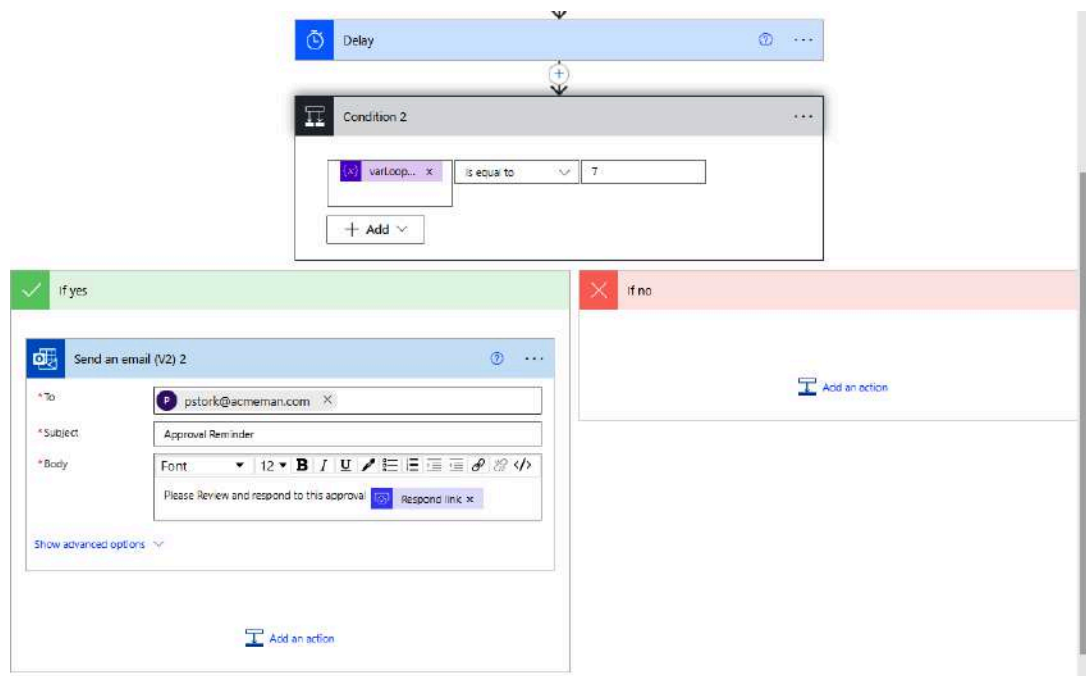 Delay
Condition 2
varLoop... x is equal to 7
+ Add
If yes
If no
Send an email (V2) 2
*To P pstork@acmeman.com ×
Add an action
*Subject Approval Reminder
*Body Font 12 B I U </>
Please Review and respond to this approval Respond link ×
Show advanced options
Add an action